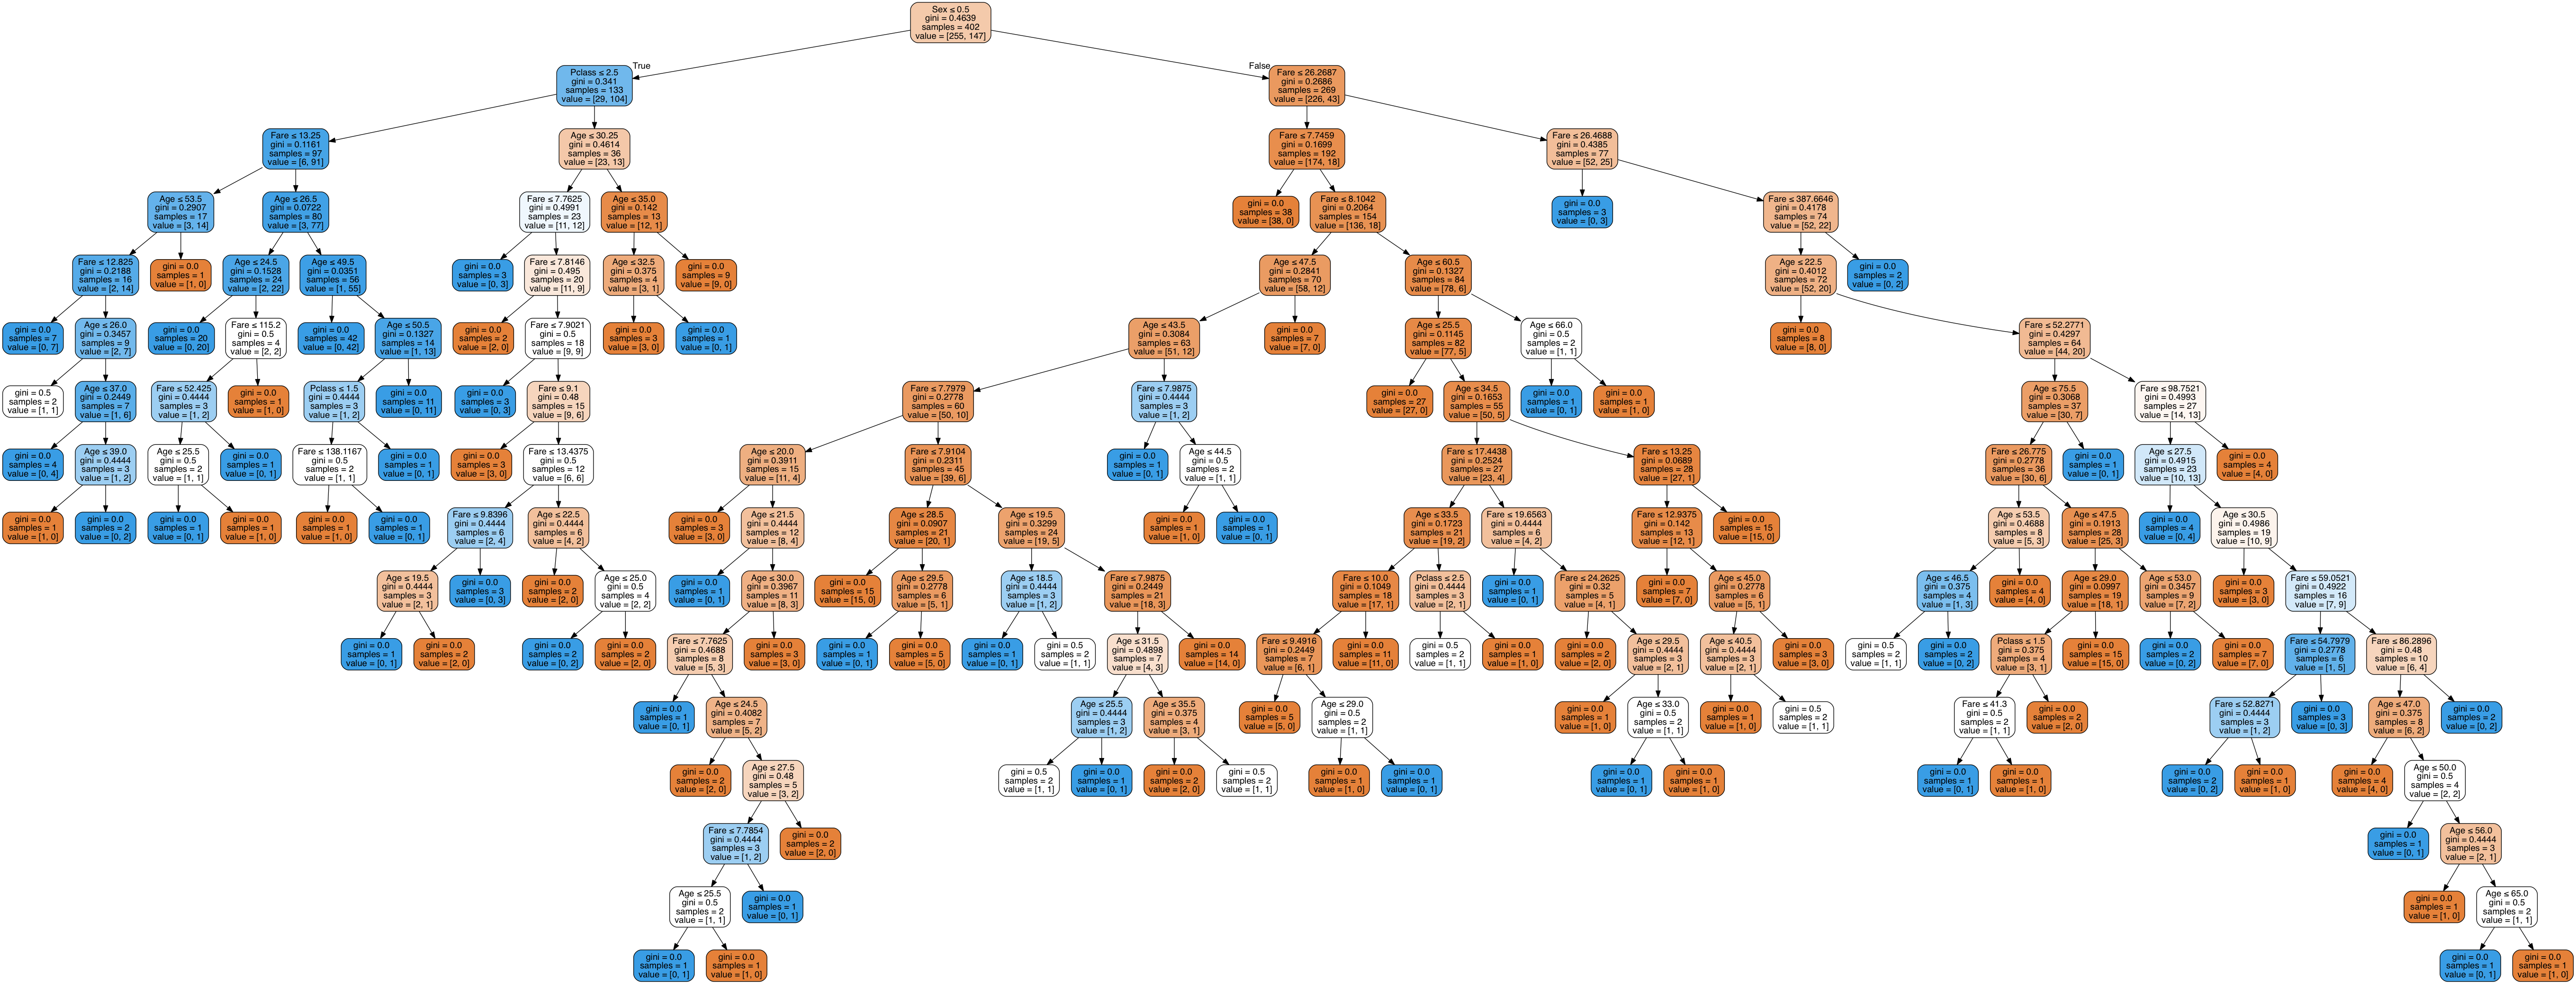 Sex ≤ 0.5
gini = 0.4639
samples = 402
value = [255, 147]
True
False
Pclass ≤ 2.5
gini = 0.341
samples = 133
value = [29, 104]
Fare ≤ 26.2687
gini = 0.2686
samples = 269
value = [226, 43]
Fare ≤ 13.25
gini = 0.1161
samples = 97
value = [6, 91]
Age ≤ 30.25
gini = 0.4614
samples = 36
value = [23, 13]
Fare ≤ 7.7459
gini = 0.1699
samples = 192
value = [174, 18]
Fare ≤ 26.4688
gini = 0.4385
samples = 77
value = [52, 25]
Age ≤ 53.5
gini = 0.2907
samples = 17
value = [3, 14]
Age ≤ 26.5
gini = 0.0722
samples = 80
value = [3, 77]
Fare ≤ 7.7625
gini = 0.4991
samples = 23
value = [11, 12]
Age ≤ 35.0
gini = 0.142
samples = 13
value = [12, 1]
gini = 0.0
samples = 38
value = [38, 0]
Fare ≤ 8.1042
gini = 0.2064
samples = 154
value = [136, 18]
gini = 0.0
samples = 3
value = [0, 3]
Fare ≤ 387.6646
gini = 0.4178
samples = 74
value = [52, 22]
Fare ≤ 12.825
gini = 0.2188
samples = 16
value = [2, 14]
gini = 0.0
samples = 1
value = [1, 0]
Age ≤ 24.5
gini = 0.1528
samples = 24
value = [2, 22]
Age ≤ 49.5
gini = 0.0351
samples = 56
value = [1, 55]
gini = 0.0
samples = 3
value = [0, 3]
Fare ≤ 7.8146
gini = 0.495
samples = 20
value = [11, 9]
Age ≤ 32.5
gini = 0.375
samples = 4
value = [3, 1]
gini = 0.0
samples = 9
value = [9, 0]
Age ≤ 47.5
gini = 0.2841
samples = 70
value = [58, 12]
Age ≤ 60.5
gini = 0.1327
samples = 84
value = [78, 6]
Age ≤ 22.5
gini = 0.4012
samples = 72
value = [52, 20]
gini = 0.0
samples = 2
value = [0, 2]
gini = 0.0
samples = 7
value = [0, 7]
Age ≤ 26.0
gini = 0.3457
samples = 9
value = [2, 7]
gini = 0.0
samples = 20
value = [0, 20]
Fare ≤ 115.2
gini = 0.5
samples = 4
value = [2, 2]
gini = 0.0
samples = 42
value = [0, 42]
Age ≤ 50.5
gini = 0.1327
samples = 14
value = [1, 13]
gini = 0.0
samples = 2
value = [2, 0]
Fare ≤ 7.9021
gini = 0.5
samples = 18
value = [9, 9]
gini = 0.0
samples = 3
value = [3, 0]
gini = 0.0
samples = 1
value = [0, 1]
Age ≤ 43.5
gini = 0.3084
samples = 63
value = [51, 12]
gini = 0.0
samples = 7
value = [7, 0]
Age ≤ 25.5
gini = 0.1145
samples = 82
value = [77, 5]
Age ≤ 66.0
gini = 0.5
samples = 2
value = [1, 1]
gini = 0.0
samples = 8
value = [8, 0]
Fare ≤ 52.2771
gini = 0.4297
samples = 64
value = [44, 20]
gini = 0.5
samples = 2
value = [1, 1]
Age ≤ 37.0
gini = 0.2449
samples = 7
value = [1, 6]
Fare ≤ 52.425
gini = 0.4444
samples = 3
value = [1, 2]
gini = 0.0
samples = 1
value = [1, 0]
Pclass ≤ 1.5
gini = 0.4444
samples = 3
value = [1, 2]
gini = 0.0
samples = 11
value = [0, 11]
gini = 0.0
samples = 3
value = [0, 3]
Fare ≤ 9.1
gini = 0.48
samples = 15
value = [9, 6]
Fare ≤ 7.7979
gini = 0.2778
samples = 60
value = [50, 10]
Fare ≤ 7.9875
gini = 0.4444
samples = 3
value = [1, 2]
gini = 0.0
samples = 27
value = [27, 0]
Age ≤ 34.5
gini = 0.1653
samples = 55
value = [50, 5]
gini = 0.0
samples = 1
value = [0, 1]
gini = 0.0
samples = 1
value = [1, 0]
Age ≤ 75.5
gini = 0.3068
samples = 37
value = [30, 7]
Fare ≤ 98.7521
gini = 0.4993
samples = 27
value = [14, 13]
gini = 0.0
samples = 4
value = [0, 4]
Age ≤ 39.0
gini = 0.4444
samples = 3
value = [1, 2]
Age ≤ 25.5
gini = 0.5
samples = 2
value = [1, 1]
gini = 0.0
samples = 1
value = [0, 1]
Fare ≤ 138.1167
gini = 0.5
samples = 2
value = [1, 1]
gini = 0.0
samples = 1
value = [0, 1]
gini = 0.0
samples = 3
value = [3, 0]
Fare ≤ 13.4375
gini = 0.5
samples = 12
value = [6, 6]
Age ≤ 20.0
gini = 0.3911
samples = 15
value = [11, 4]
Fare ≤ 7.9104
gini = 0.2311
samples = 45
value = [39, 6]
gini = 0.0
samples = 1
value = [0, 1]
Age ≤ 44.5
gini = 0.5
samples = 2
value = [1, 1]
Fare ≤ 17.4438
gini = 0.2524
samples = 27
value = [23, 4]
Fare ≤ 13.25
gini = 0.0689
samples = 28
value = [27, 1]
Fare ≤ 26.775
gini = 0.2778
samples = 36
value = [30, 6]
gini = 0.0
samples = 1
value = [0, 1]
Age ≤ 27.5
gini = 0.4915
samples = 23
value = [10, 13]
gini = 0.0
samples = 4
value = [4, 0]
gini = 0.0
samples = 1
value = [1, 0]
gini = 0.0
samples = 2
value = [0, 2]
gini = 0.0
samples = 1
value = [0, 1]
gini = 0.0
samples = 1
value = [1, 0]
gini = 0.0
samples = 1
value = [1, 0]
gini = 0.0
samples = 1
value = [0, 1]
Fare ≤ 9.8396
gini = 0.4444
samples = 6
value = [2, 4]
Age ≤ 22.5
gini = 0.4444
samples = 6
value = [4, 2]
gini = 0.0
samples = 3
value = [3, 0]
Age ≤ 21.5
gini = 0.4444
samples = 12
value = [8, 4]
Age ≤ 28.5
gini = 0.0907
samples = 21
value = [20, 1]
Age ≤ 19.5
gini = 0.3299
samples = 24
value = [19, 5]
gini = 0.0
samples = 1
value = [1, 0]
gini = 0.0
samples = 1
value = [0, 1]
Age ≤ 33.5
gini = 0.1723
samples = 21
value = [19, 2]
Fare ≤ 19.6563
gini = 0.4444
samples = 6
value = [4, 2]
Fare ≤ 12.9375
gini = 0.142
samples = 13
value = [12, 1]
gini = 0.0
samples = 15
value = [15, 0]
Age ≤ 53.5
gini = 0.4688
samples = 8
value = [5, 3]
Age ≤ 47.5
gini = 0.1913
samples = 28
value = [25, 3]
gini = 0.0
samples = 4
value = [0, 4]
Age ≤ 30.5
gini = 0.4986
samples = 19
value = [10, 9]
Age ≤ 19.5
gini = 0.4444
samples = 3
value = [2, 1]
gini = 0.0
samples = 3
value = [0, 3]
gini = 0.0
samples = 2
value = [2, 0]
Age ≤ 25.0
gini = 0.5
samples = 4
value = [2, 2]
gini = 0.0
samples = 1
value = [0, 1]
Age ≤ 30.0
gini = 0.3967
samples = 11
value = [8, 3]
gini = 0.0
samples = 15
value = [15, 0]
Age ≤ 29.5
gini = 0.2778
samples = 6
value = [5, 1]
Age ≤ 18.5
gini = 0.4444
samples = 3
value = [1, 2]
Fare ≤ 7.9875
gini = 0.2449
samples = 21
value = [18, 3]
Fare ≤ 10.0
gini = 0.1049
samples = 18
value = [17, 1]
Pclass ≤ 2.5
gini = 0.4444
samples = 3
value = [2, 1]
gini = 0.0
samples = 1
value = [0, 1]
Fare ≤ 24.2625
gini = 0.32
samples = 5
value = [4, 1]
gini = 0.0
samples = 7
value = [7, 0]
Age ≤ 45.0
gini = 0.2778
samples = 6
value = [5, 1]
Age ≤ 46.5
gini = 0.375
samples = 4
value = [1, 3]
gini = 0.0
samples = 4
value = [4, 0]
Age ≤ 29.0
gini = 0.0997
samples = 19
value = [18, 1]
Age ≤ 53.0
gini = 0.3457
samples = 9
value = [7, 2]
gini = 0.0
samples = 3
value = [3, 0]
Fare ≤ 59.0521
gini = 0.4922
samples = 16
value = [7, 9]
gini = 0.0
samples = 1
value = [0, 1]
gini = 0.0
samples = 2
value = [2, 0]
gini = 0.0
samples = 2
value = [0, 2]
gini = 0.0
samples = 2
value = [2, 0]
Fare ≤ 7.7625
gini = 0.4688
samples = 8
value = [5, 3]
gini = 0.0
samples = 3
value = [3, 0]
gini = 0.0
samples = 1
value = [0, 1]
gini = 0.0
samples = 5
value = [5, 0]
gini = 0.0
samples = 1
value = [0, 1]
gini = 0.5
samples = 2
value = [1, 1]
Age ≤ 31.5
gini = 0.4898
samples = 7
value = [4, 3]
gini = 0.0
samples = 14
value = [14, 0]
Fare ≤ 9.4916
gini = 0.2449
samples = 7
value = [6, 1]
gini = 0.0
samples = 11
value = [11, 0]
gini = 0.5
samples = 2
value = [1, 1]
gini = 0.0
samples = 1
value = [1, 0]
gini = 0.0
samples = 2
value = [2, 0]
Age ≤ 29.5
gini = 0.4444
samples = 3
value = [2, 1]
Age ≤ 40.5
gini = 0.4444
samples = 3
value = [2, 1]
gini = 0.0
samples = 3
value = [3, 0]
gini = 0.5
samples = 2
value = [1, 1]
gini = 0.0
samples = 2
value = [0, 2]
Pclass ≤ 1.5
gini = 0.375
samples = 4
value = [3, 1]
gini = 0.0
samples = 15
value = [15, 0]
gini = 0.0
samples = 2
value = [0, 2]
gini = 0.0
samples = 7
value = [7, 0]
Fare ≤ 54.7979
gini = 0.2778
samples = 6
value = [1, 5]
Fare ≤ 86.2896
gini = 0.48
samples = 10
value = [6, 4]
gini = 0.0
samples = 1
value = [0, 1]
Age ≤ 24.5
gini = 0.4082
samples = 7
value = [5, 2]
Age ≤ 25.5
gini = 0.4444
samples = 3
value = [1, 2]
Age ≤ 35.5
gini = 0.375
samples = 4
value = [3, 1]
gini = 0.0
samples = 5
value = [5, 0]
Age ≤ 29.0
gini = 0.5
samples = 2
value = [1, 1]
gini = 0.0
samples = 1
value = [1, 0]
Age ≤ 33.0
gini = 0.5
samples = 2
value = [1, 1]
gini = 0.0
samples = 1
value = [1, 0]
gini = 0.5
samples = 2
value = [1, 1]
Fare ≤ 41.3
gini = 0.5
samples = 2
value = [1, 1]
gini = 0.0
samples = 2
value = [2, 0]
Fare ≤ 52.8271
gini = 0.4444
samples = 3
value = [1, 2]
gini = 0.0
samples = 3
value = [0, 3]
Age ≤ 47.0
gini = 0.375
samples = 8
value = [6, 2]
gini = 0.0
samples = 2
value = [0, 2]
gini = 0.0
samples = 2
value = [2, 0]
Age ≤ 27.5
gini = 0.48
samples = 5
value = [3, 2]
gini = 0.5
samples = 2
value = [1, 1]
gini = 0.0
samples = 1
value = [0, 1]
gini = 0.0
samples = 2
value = [2, 0]
gini = 0.5
samples = 2
value = [1, 1]
gini = 0.0
samples = 1
value = [1, 0]
gini = 0.0
samples = 1
value = [0, 1]
gini = 0.0
samples = 1
value = [0, 1]
gini = 0.0
samples = 1
value = [1, 0]
gini = 0.0
samples = 1
value = [0, 1]
gini = 0.0
samples = 1
value = [1, 0]
gini = 0.0
samples = 2
value = [0, 2]
gini = 0.0
samples = 1
value = [1, 0]
gini = 0.0
samples = 4
value = [4, 0]
Age ≤ 50.0
gini = 0.5
samples = 4
value = [2, 2]
Fare ≤ 7.7854
gini = 0.4444
samples = 3
value = [1, 2]
gini = 0.0
samples = 2
value = [2, 0]
gini = 0.0
samples = 1
value = [0, 1]
Age ≤ 56.0
gini = 0.4444
samples = 3
value = [2, 1]
Age ≤ 25.5
gini = 0.5
samples = 2
value = [1, 1]
gini = 0.0
samples = 1
value = [0, 1]
gini = 0.0
samples = 1
value = [1, 0]
Age ≤ 65.0
gini = 0.5
samples = 2
value = [1, 1]
gini = 0.0
samples = 1
value = [0, 1]
gini = 0.0
samples = 1
value = [1, 0]
gini = 0.0
samples = 1
value = [0, 1]
gini = 0.0
samples = 1
value = [1, 0]